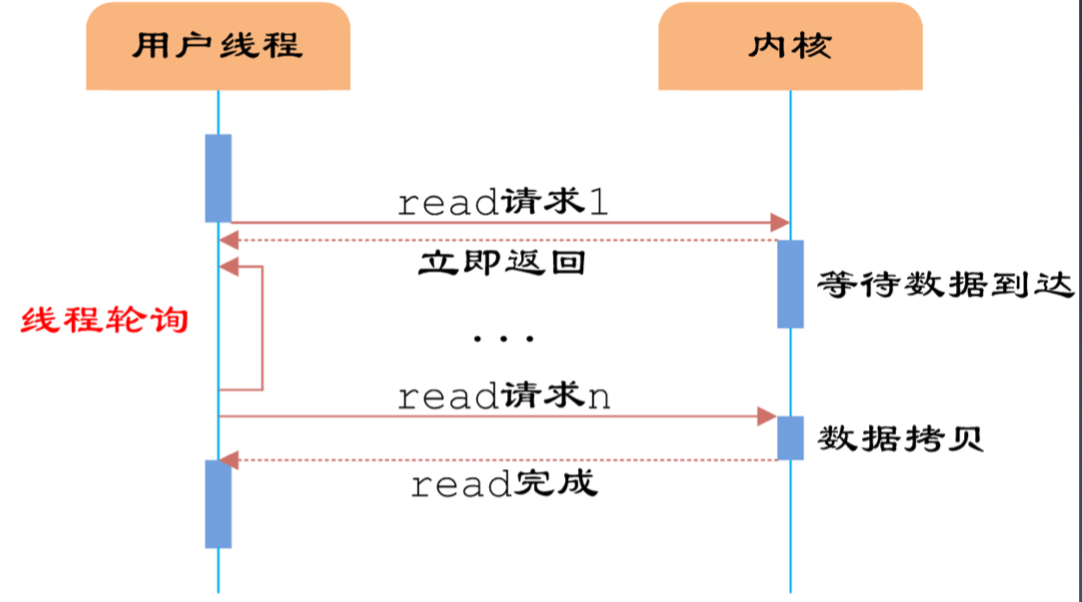 用户线程
内核
read请求1
立即返回
等待数据到达
线程轮询
...
read请求n
数据拷贝
read完成